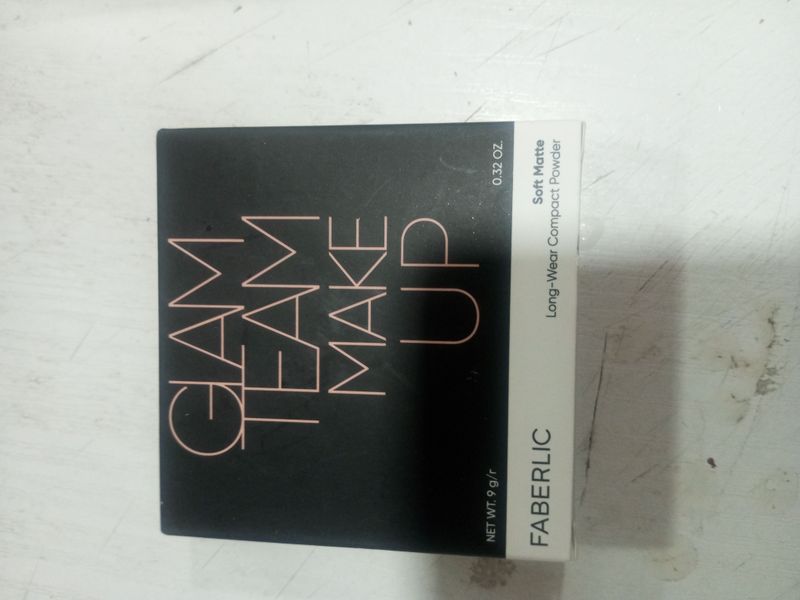 GLAM
TEAM
MAKE
UP
NET WT. 9 g/г
0.32 OZ.
FABERLIC
Soft Matte
Long-Wear Compact Powder